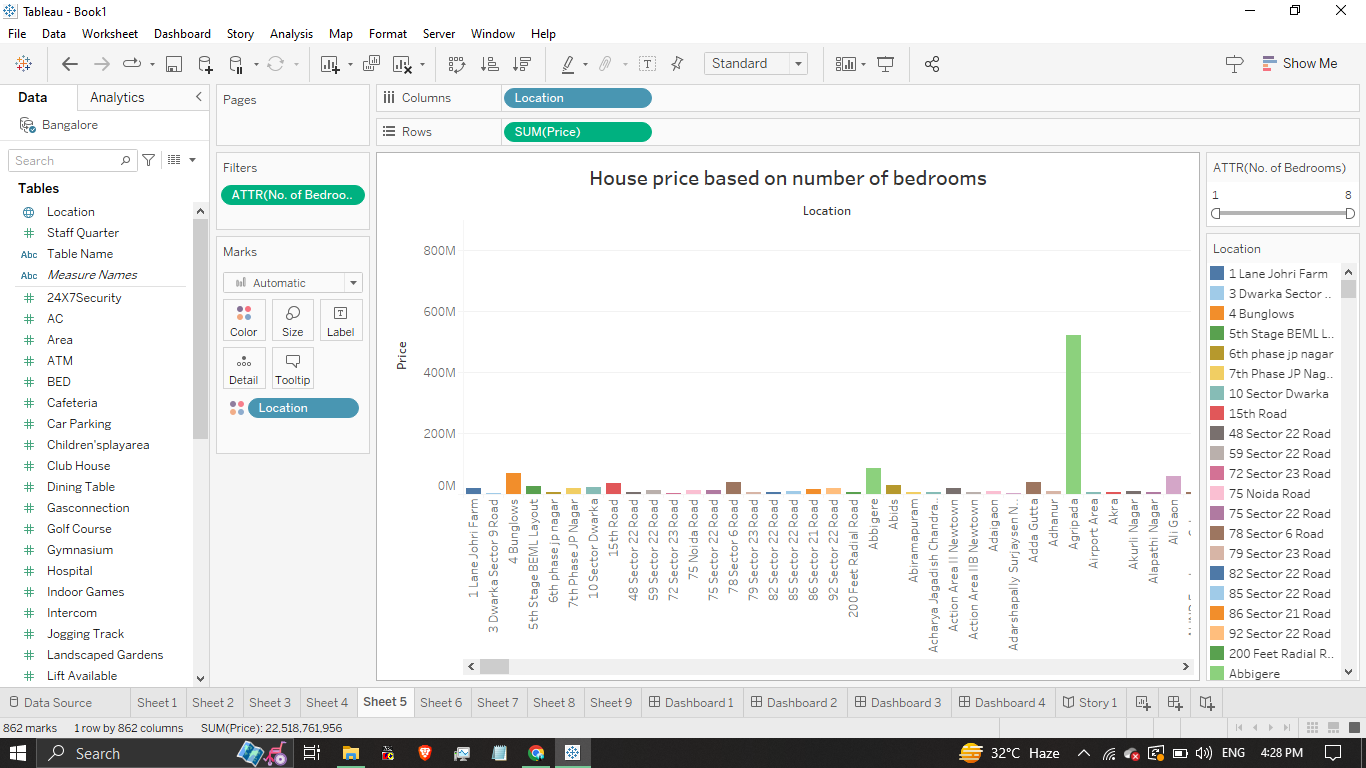 Tableau - Book1
File Data Worksheet Dashboard Story Analysis Map Format Server Window Help
Standard
Show Me
Data Analytics
Bangalore
Search
Tables
Location
Staff Quarter
Abc Table Name
Abc Measure Names
24X7Security
AC
Area
ATM
BED
Cafeteria
Car Parking
Children'splayarea
Club House
Dining Table
Gasconnection
Golf Course
Gymnasium
Hospital
Indoor Games
Intercom
Jogging Track
Landscaped Gardens
Lift Available
Pages
Filters
ATTR(No. of Bedroo..
Marks
Automatic
Color Size Label
Detail Tooltip
Location
Columns Location
Rows SUM(Price)
House price based on number of bedrooms
Location
Price
800M
600M
400M
200M
0M
1 Lane Johri Farm
3 Dwarka Sector 9 Road
4 Bunglows
5th Stage BEML Layout
6th phase jp nagar
7th Phase JP Nagar
10 Sector Dwarka
15th Road
48 Sector 22 Road
59 Sector 22 Road
72 Sector 23 Road
75 Noida Road
75 Sector 22 Road
78 Sector 6 Road
79 Sector 23 Road
82 Sector 22 Road
85 Sector 22 Road
86 Sector 21 Road
92 Sector 22 Road
200 Feet Radial Road
Abbigere
Abids
Abiramapuram
Acharya Jagadish Chandra..
Action Area II Newtown
Action Area IIB Newtown
Adaigaon
Adarshapally Surjaysen N..
Adda Gutta
Adhanur
Agripada
Airport Area
Akra
Akurli Nagar
Alapathi Nagar
Ali Gaon
ATTR(No. of Bedrooms)
1 8
Location
1 Lane Johri Farm
3 Dwarka Sector ..
4 Bunglows
5th Stage BEML L..
6th phase jp nagar
7th Phase JP Nag..
10 Sector Dwarka
15th Road
48 Sector 22 Road
59 Sector 22 Road
72 Sector 23 Road
75 Noida Road
75 Sector 22 Road
78 Sector 6 Road
79 Sector 23 Road
82 Sector 22 Road
85 Sector 22 Road
86 Sector 21 Road
92 Sector 22 Road
200 Feet Radial R..
Abbigere
Data Source Sheet 1 Sheet 2 Sheet 3 Sheet 4 Sheet 5 Sheet 6 Sheet 7 Sheet 8 Sheet 9 Dashboard 1 Dashboard 2 Dashboard 3 Dashboard 4 Story 1
862 marks 1 row by 862 columns SUM(Price): 22,518,761,956
Search 32°C Haze ENG 4:28 PM